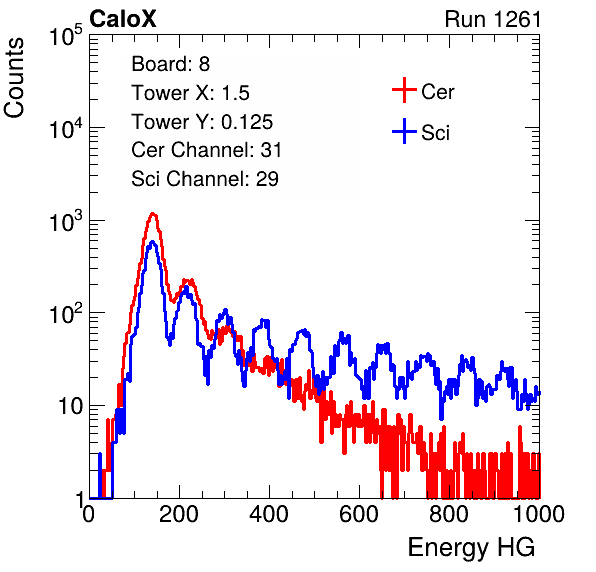 CaloX Run 1261
Counts
Board: 8
Tower X: 1.5
Tower Y: 0.125
Cer Channel: 31
Sci Channel: 29
Cer
Sci
10^5
10^4
10^3
10^2
10
1
0 200 400 600 800 1000
Energy HG